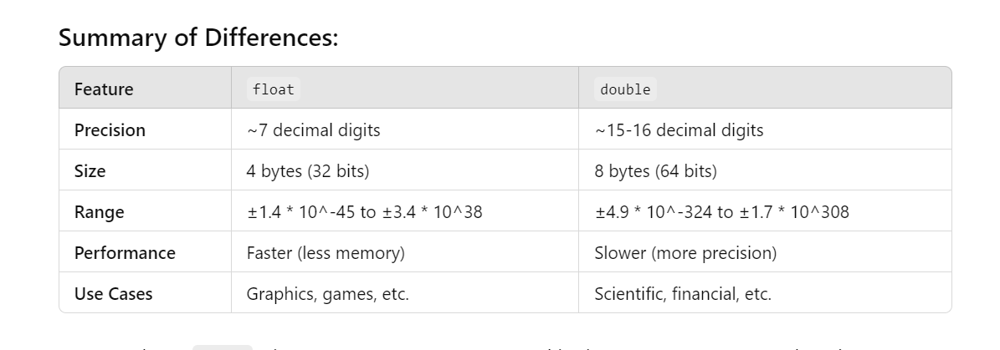 Summary of Differences:
Feature float double
Precision ~7 decimal digits ~15-16 decimal digits
Size 4 bytes (32 bits) 8 bytes (64 bits)
Range ±1.4 * 10^-45 to ±3.4 * 10^38 ±4.9 * 10^-324 to ±1.7 * 10^308
Performance Faster (less memory) Slower (more precision)
Use Cases Graphics, games, etc. Scientific, financial, etc.